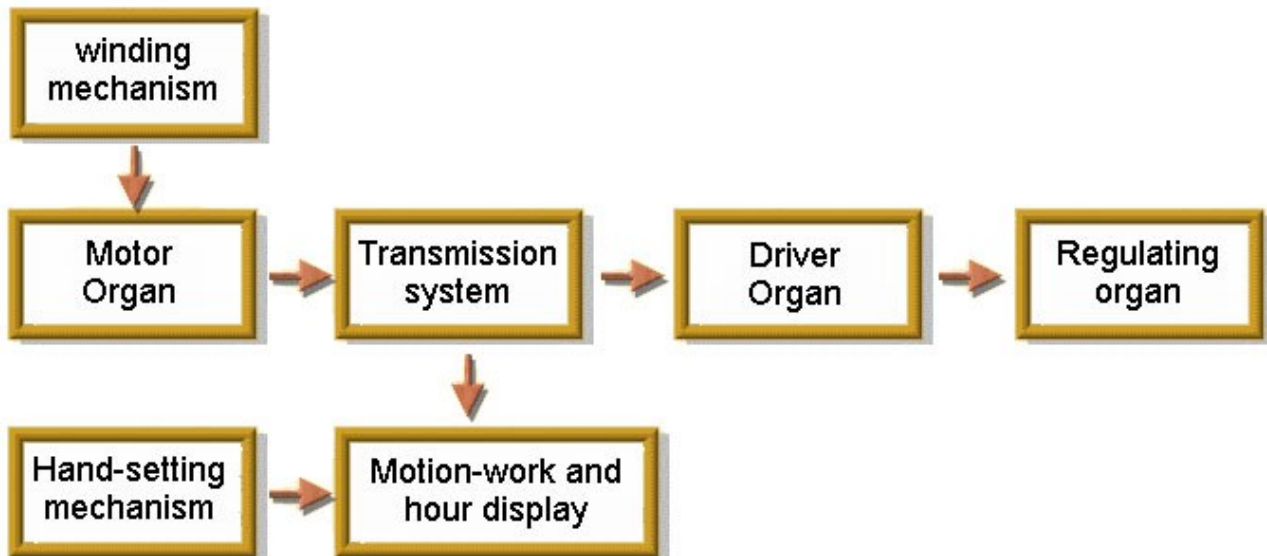 winding
mechanism
Motor
Organ
Transmission
system
Driver
Organ
Regulating
organ
Hand-setting
mechanism
Motion-work and
hour display